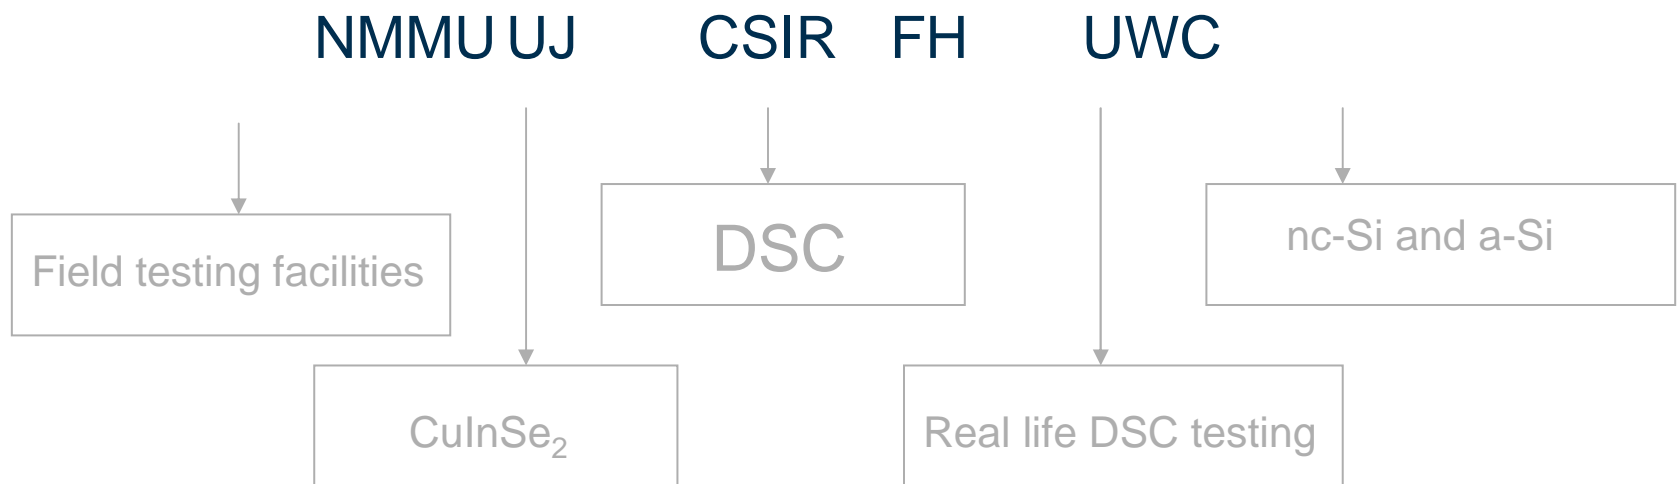 NMMU UJ CSIR FH UWC
DSC
nc-Si and a-Si
Field testing facilities
CuInSe₂
Real life DSC testing